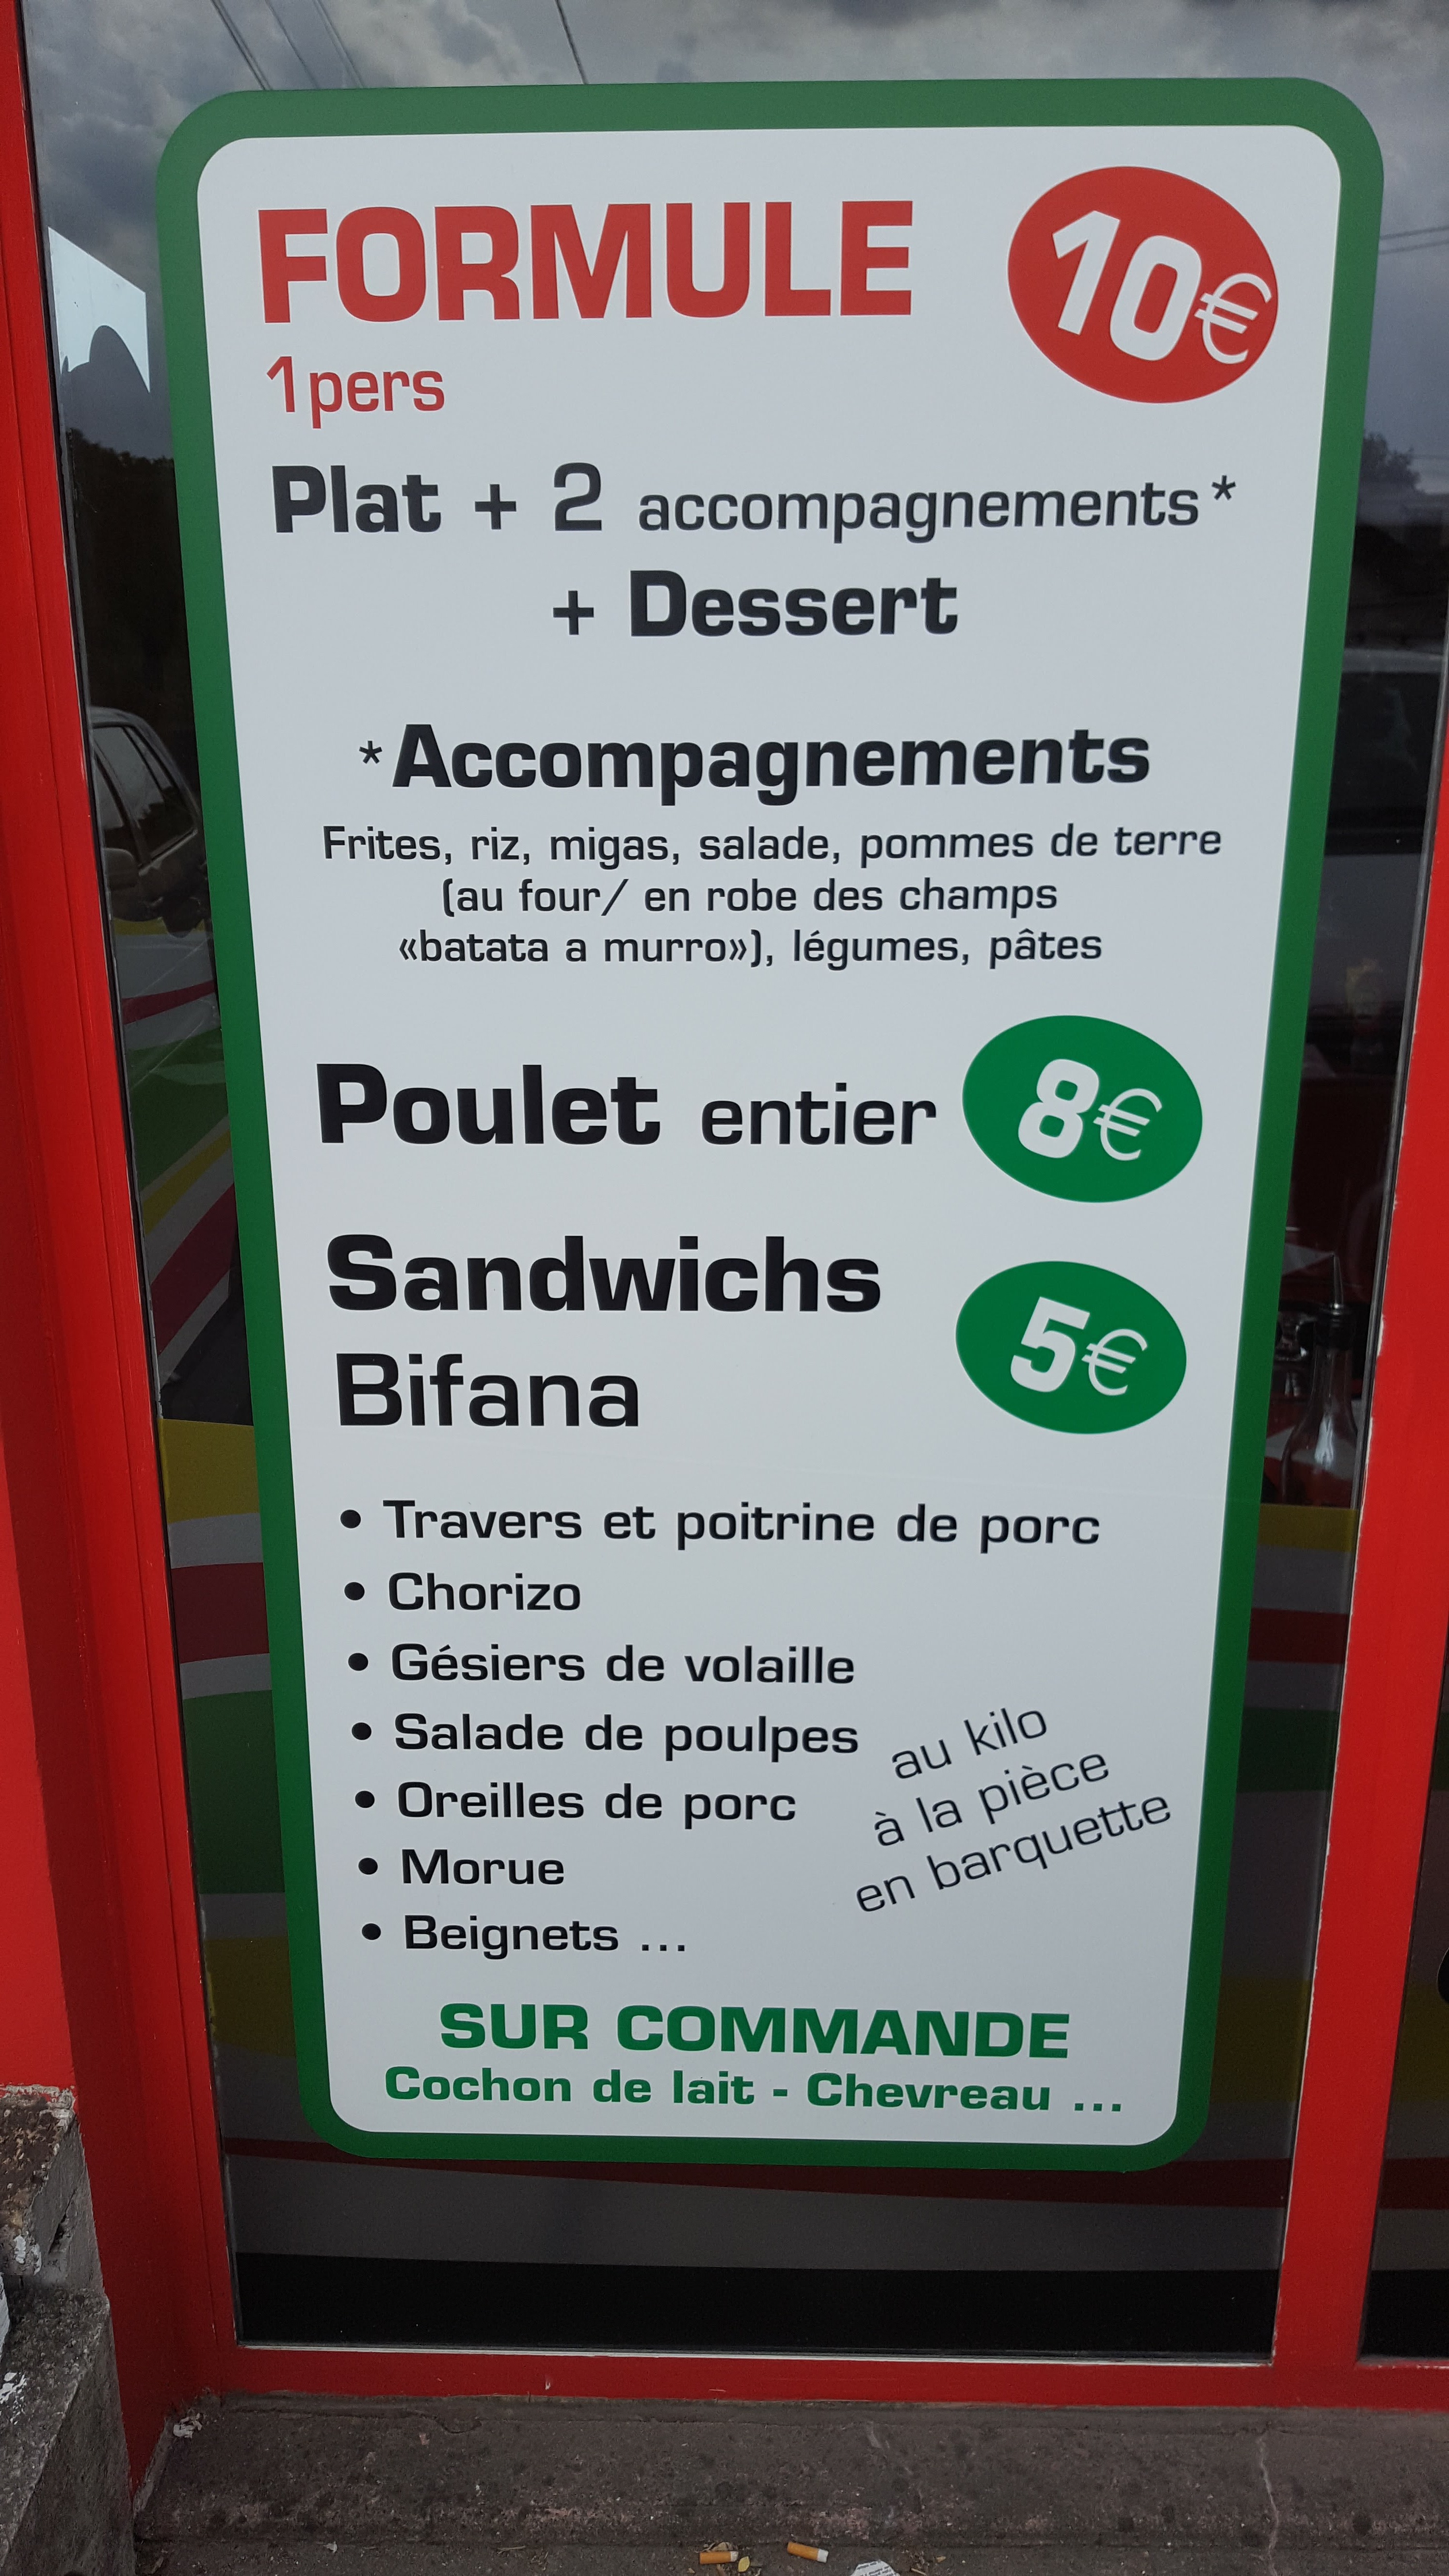 FORMULE 10€
1pers
Plat + 2 accompagnements*
+ Dessert
*Accompagnements
Frites, riz, migas, salade, pommes de terre
(au four/ en robe des champs
«batata a murro»), légumes, pâtes
Poulet entier 8€
Sandwichs
Bifana 5€
• Travers et poitrine de porc
• Chorizo
• Gésiers de volaille
• Salade de poulpes
• Oreilles de porc
• Morue
• Beignets ...
au kilo
à la pièce
en barquette
SUR COMMANDE
Cochon de lait - Chevreau ...